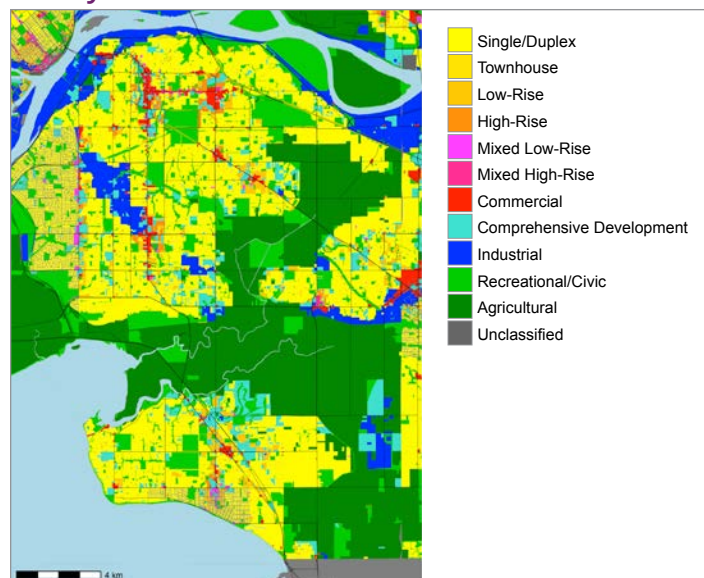 Single/Duplex
Townhouse
Low-Rise
High-Rise
Mixed Low-Rise
Mixed High-Rise
Commercial
Comprehensive Development
Industrial
Recreational/Civic
Agricultural
Unclassified
4 km